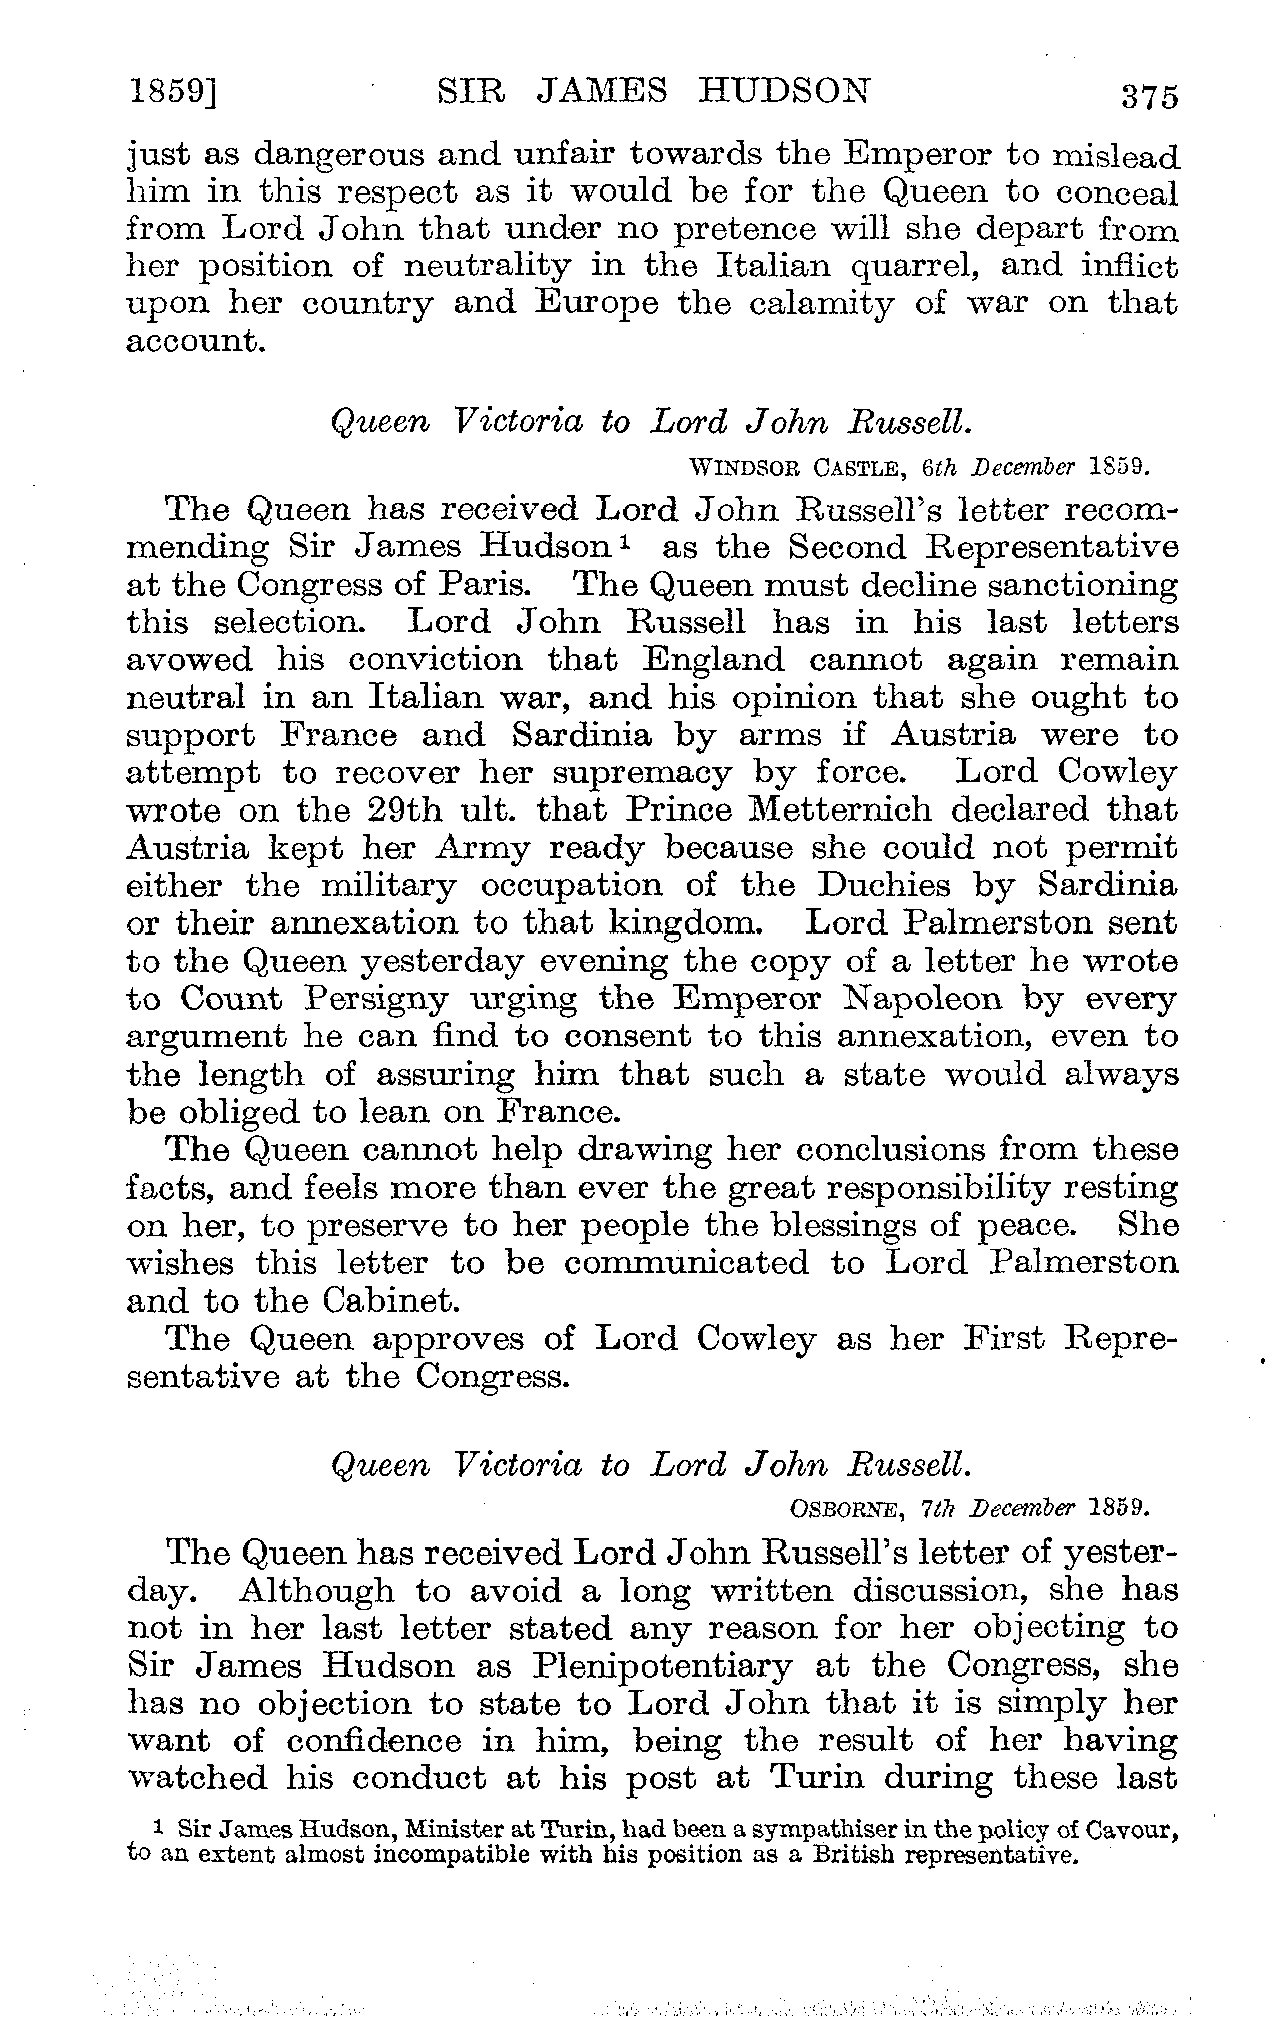 1859] SIR JAMES HUDSON 375
just as dangerous and unfair towards the Emperor to mislead
him in this respect as it would be for the Queen to conceal
from Lord John that under no pretence will she depart from
her position of neutrality in the Italian quarrel, and inflict
upon her country and Europe the calamity of war on that
account.
Queen Victoria to Lord John Russell.
WINDSOR CASTLE, 6th December 1859.
The Queen has received Lord John Russell's letter recom-
mending Sir James Hudson 1 as the Second Representative
at the Congress of Paris. The Queen must decline sanctioning
this selection. Lord John Russell has in his last letters
avowed his conviction that England cannot again remain
neutral in an Italian war, and his opinion that she ought to
support France and Sardinia by arms if Austria were to
attempt to recover her supremacy by force. Lord Cowley
wrote on the 29th ult. that Prince Metternich declared that
Austria kept her Army ready because she could not permit
either the military occupation of the Duchies by Sardinia
or their annexation to that kingdom. Lord Palmerston sent
to the Queen yesterday evening the copy of a letter he wrote
to Count Persigny urging the Emperor Napoleon by every
argument he can find to consent to this annexation, even to
the length of assuring him that such a state would always
be obliged to lean on France.
The Queen cannot help drawing her conclusions from these
facts, and feels more than ever the great responsibility resting
on her, to preserve to her people the blessings of peace. She
wishes this letter to be communicated to Lord Palmerston
and to the Cabinet.
The Queen approves of Lord Cowley as her First Repre-
sentative at the Congress.
Queen Victoria to Lord John Russell.
OSBORNE, 7th December 1859.
The Queen has received Lord John Russell's letter of yester-
day. Although to avoid a long written discussion, she has
not in her last letter stated any reason for her objecting to
Sir James Hudson as Plenipotentiary at the Congress, she
has no objection to state to Lord John that it is simply her
want of confidence in him, being the result of her having
watched his conduct at his post at Turin during these last
1 Sir James Hudson, Minister at Turin, had been a sympathiser in the policy of Cavour,
to an extent almost incompatible with his position as a British representative.